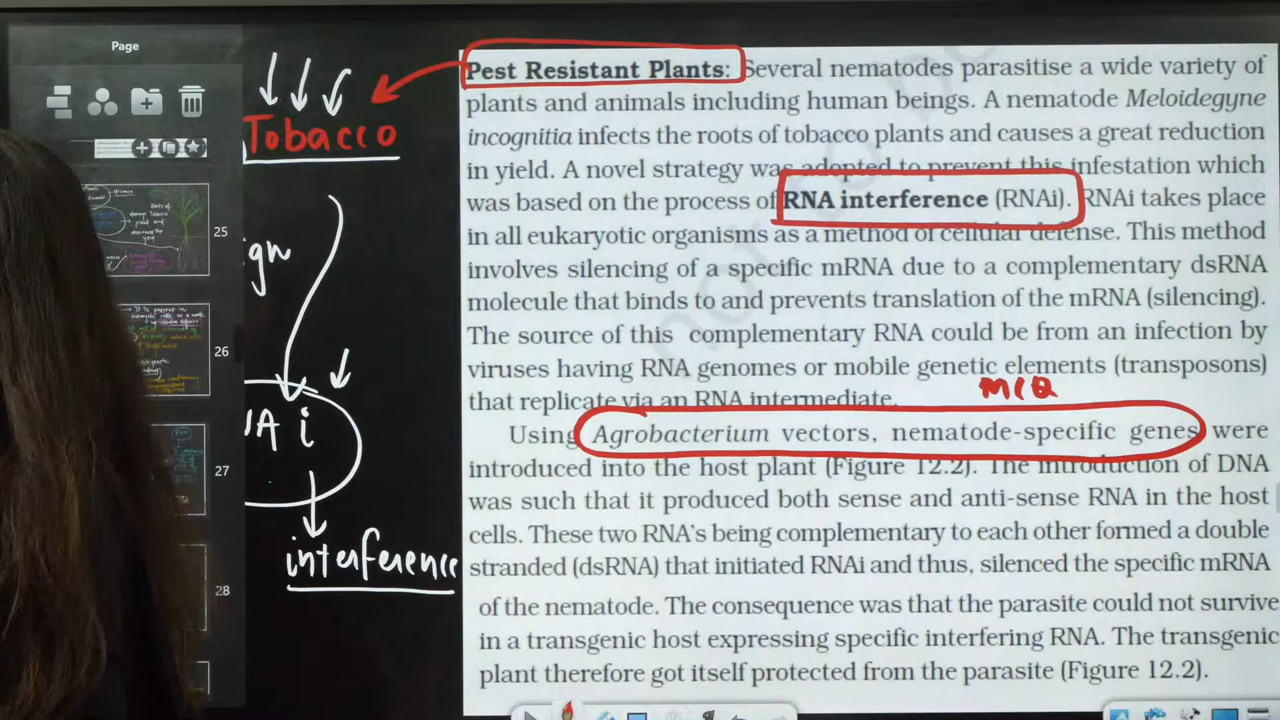 Page
25
26
27
28
Tobacco
ign
NA i
interference
Pest Resistant Plants: Several nematodes parasitise a wide variety of
plants and animals including human beings. A nematode Meloidegyne
incognitia infects the roots of tobacco plants and causes a great reduction
in yield. A novel strategy was adopted to prevent this infestation which
was based on the process of RNA interference (RNAi). RNAi takes place
in all eukaryotic organisms as a method of cellular defense. This method
involves silencing of a specific mRNA due to a complementary dsRNA
molecule that binds to and prevents translation of the mRNA (silencing).
The source of this complementary RNA could be from an infection by
viruses having RNA genomes or mobile genetic elements (transposons)
that replicate via an RNA intermediate.
MCQ
Using Agrobacterium vectors, nematode-specific genes were
introduced into the host plant (Figure 12.2). The introduction of DNA
was such that it produced both sense and anti-sense RNA in the host
cells. These two RNA's being complementary to each other formed a double
stranded (dsRNA) that initiated RNAi and thus, silenced the specific mRNA
of the nematode. The consequence was that the parasite could not survive
in a transgenic host expressing specific interfering RNA. The transgenic
plant therefore got itself protected from the parasite (Figure 12.2).